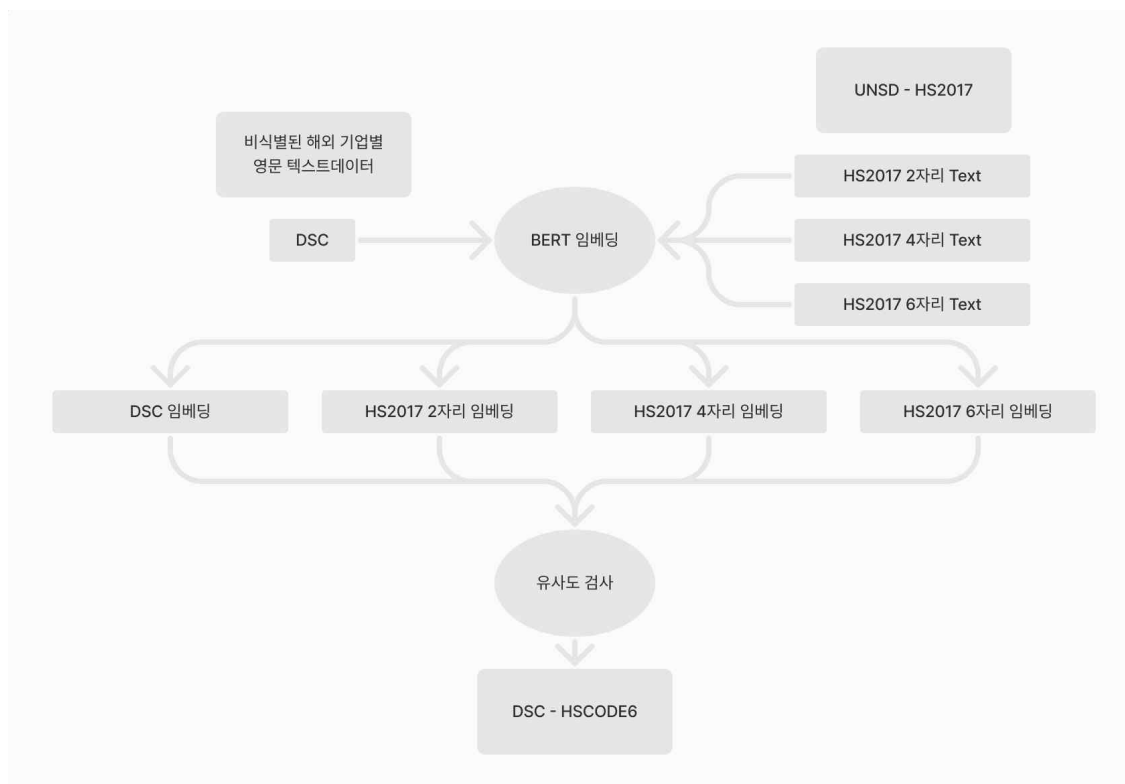 UNSD - HS2017
비식별된 해외 기업별
영문 텍스트데이터
HS2017 2자리 Text
DSC
BERT 임베딩
HS2017 4자리 Text
HS2017 6자리 Text
DSC 임베딩
HS2017 2자리 임베딩
HS2017 4자리 임베딩
HS2017 6자리 임베딩
유사도 검사
DSC - HSCODE6